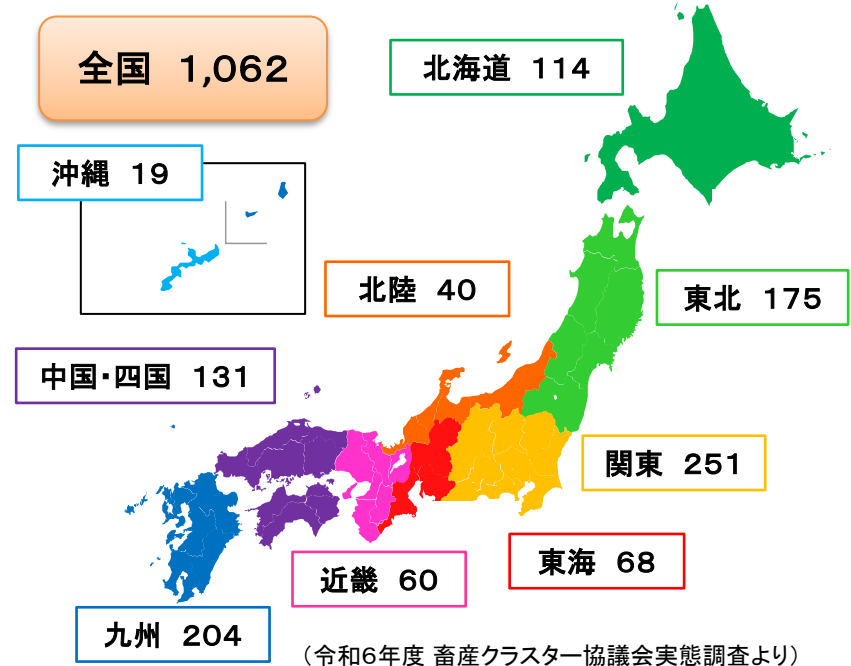 全国 1,062
北海道 114
沖縄 19
北陸 40
東北 175
中国・四国 131
関東 251
東海 68
近畿 60
九州 204
（令和6年度 畜産クラスター協議会実態調査より）